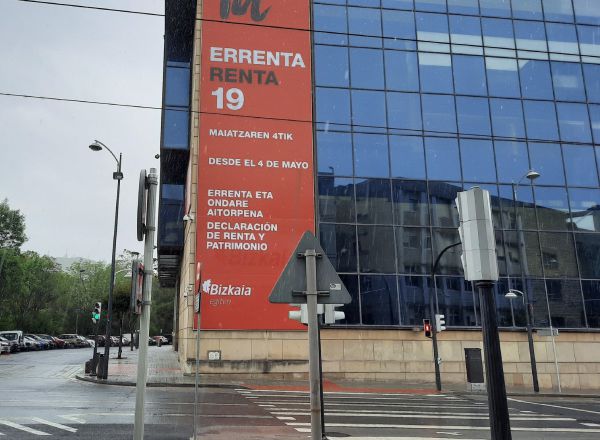 ERRENTA
RENTA
19
MAIATZAREN 4TIK
DESDE EL 4 DE MAYO
ERRENTA ETA
ONDARE
AITORPENA
DECLARACIÓN
DE RENTA Y
PATRIMONIO
Bizkaia
egiten